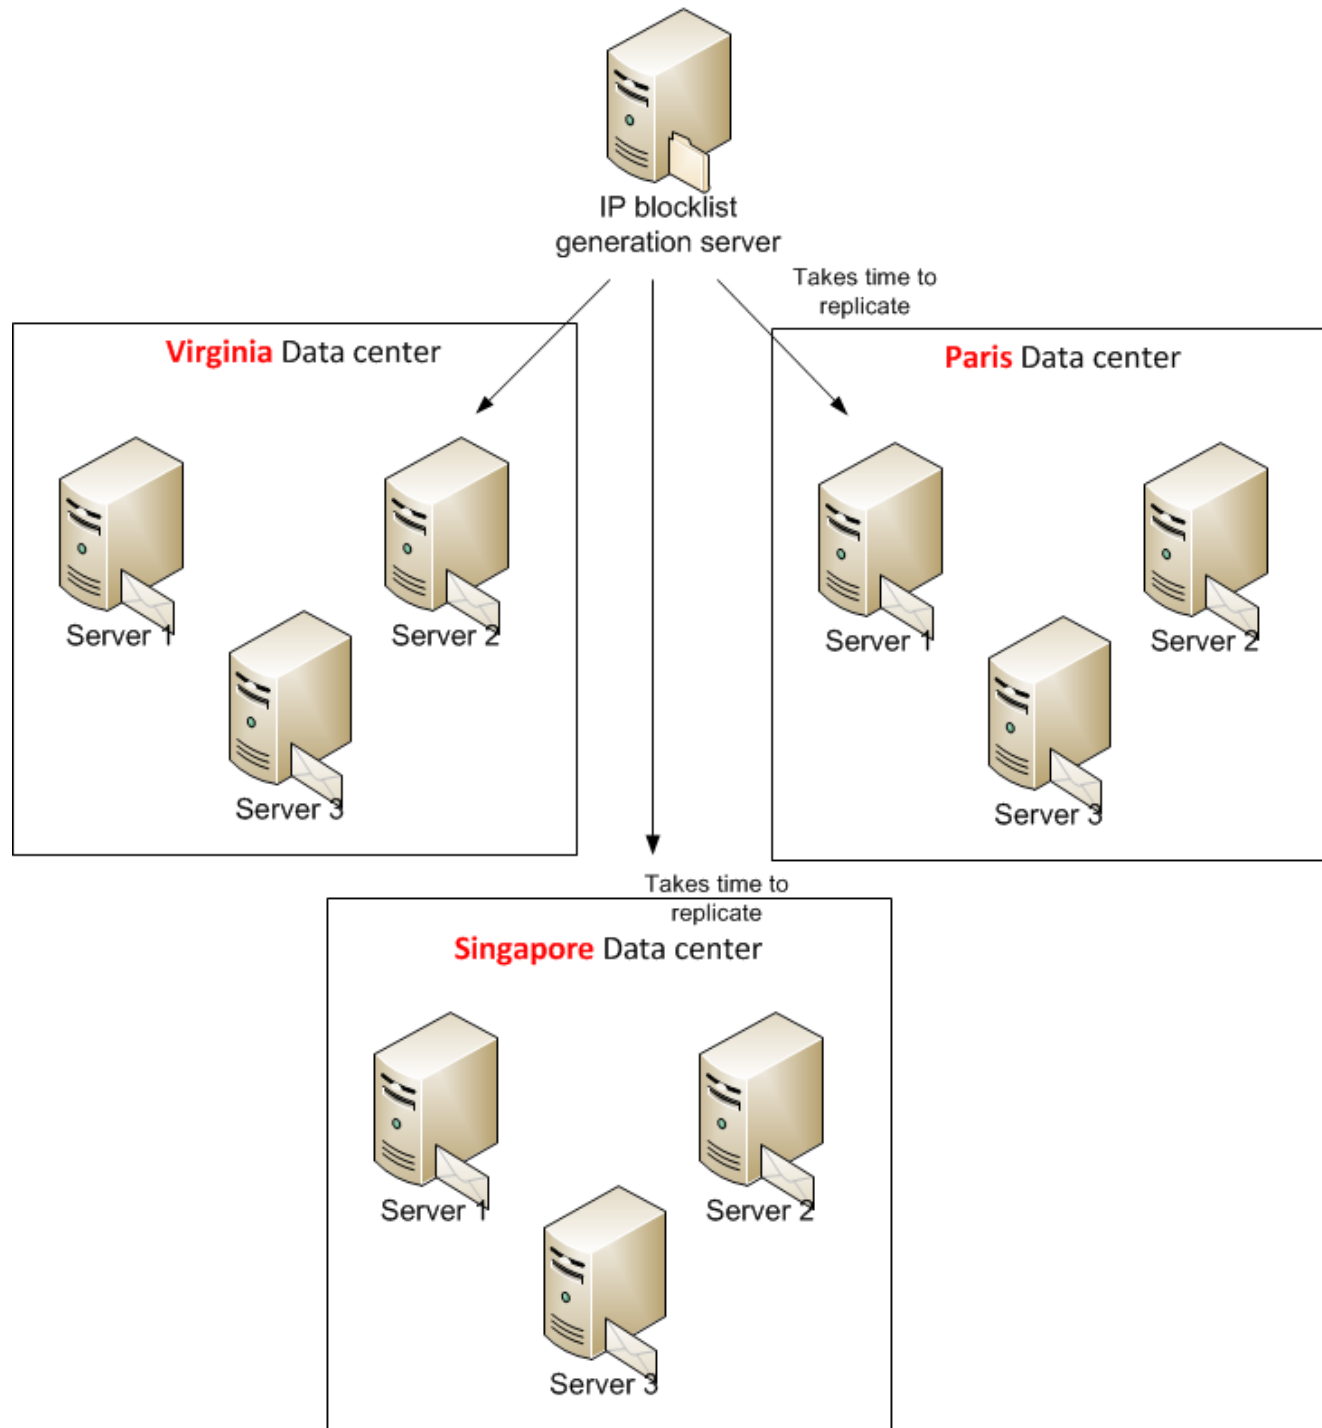 IP blocklist
generation server
Takes time to
replicate
Virginia Data center
Server 1
Server 2
Server 3
Paris Data center
Server 1
Server 2
Server 3
Takes time to
replicate
Singapore Data center
Server 1
Server 2
Server 3